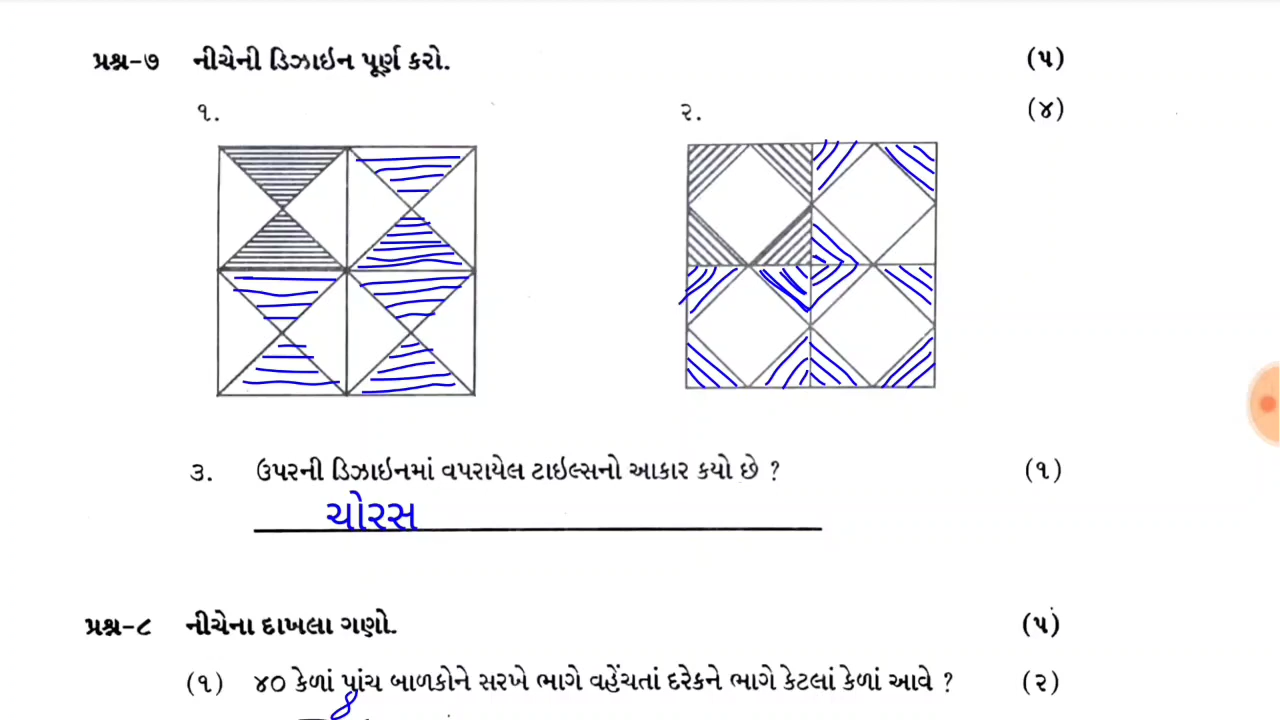 પ્રશ્ન-૭ નીચેની ડિઝાઇન પૂર્ણ કરો. (૫)
૧. ૨. (૪)
૩. ઉપરની ડિઝાઇનમાં વપરાયેલ ટાઇલ્સનો આકાર કયો છે ? (૧)
ચોરસ
પ્રશ્ન-૮ નીચેના દાખલા ગણો. (૫)
(૧) ૪૦ કેળાં પાંચ બાળકોને સરખે ભાગે વહેંચતાં દરેકને ભાગે કેટલાં કેળાં આવે ? (૨)
8